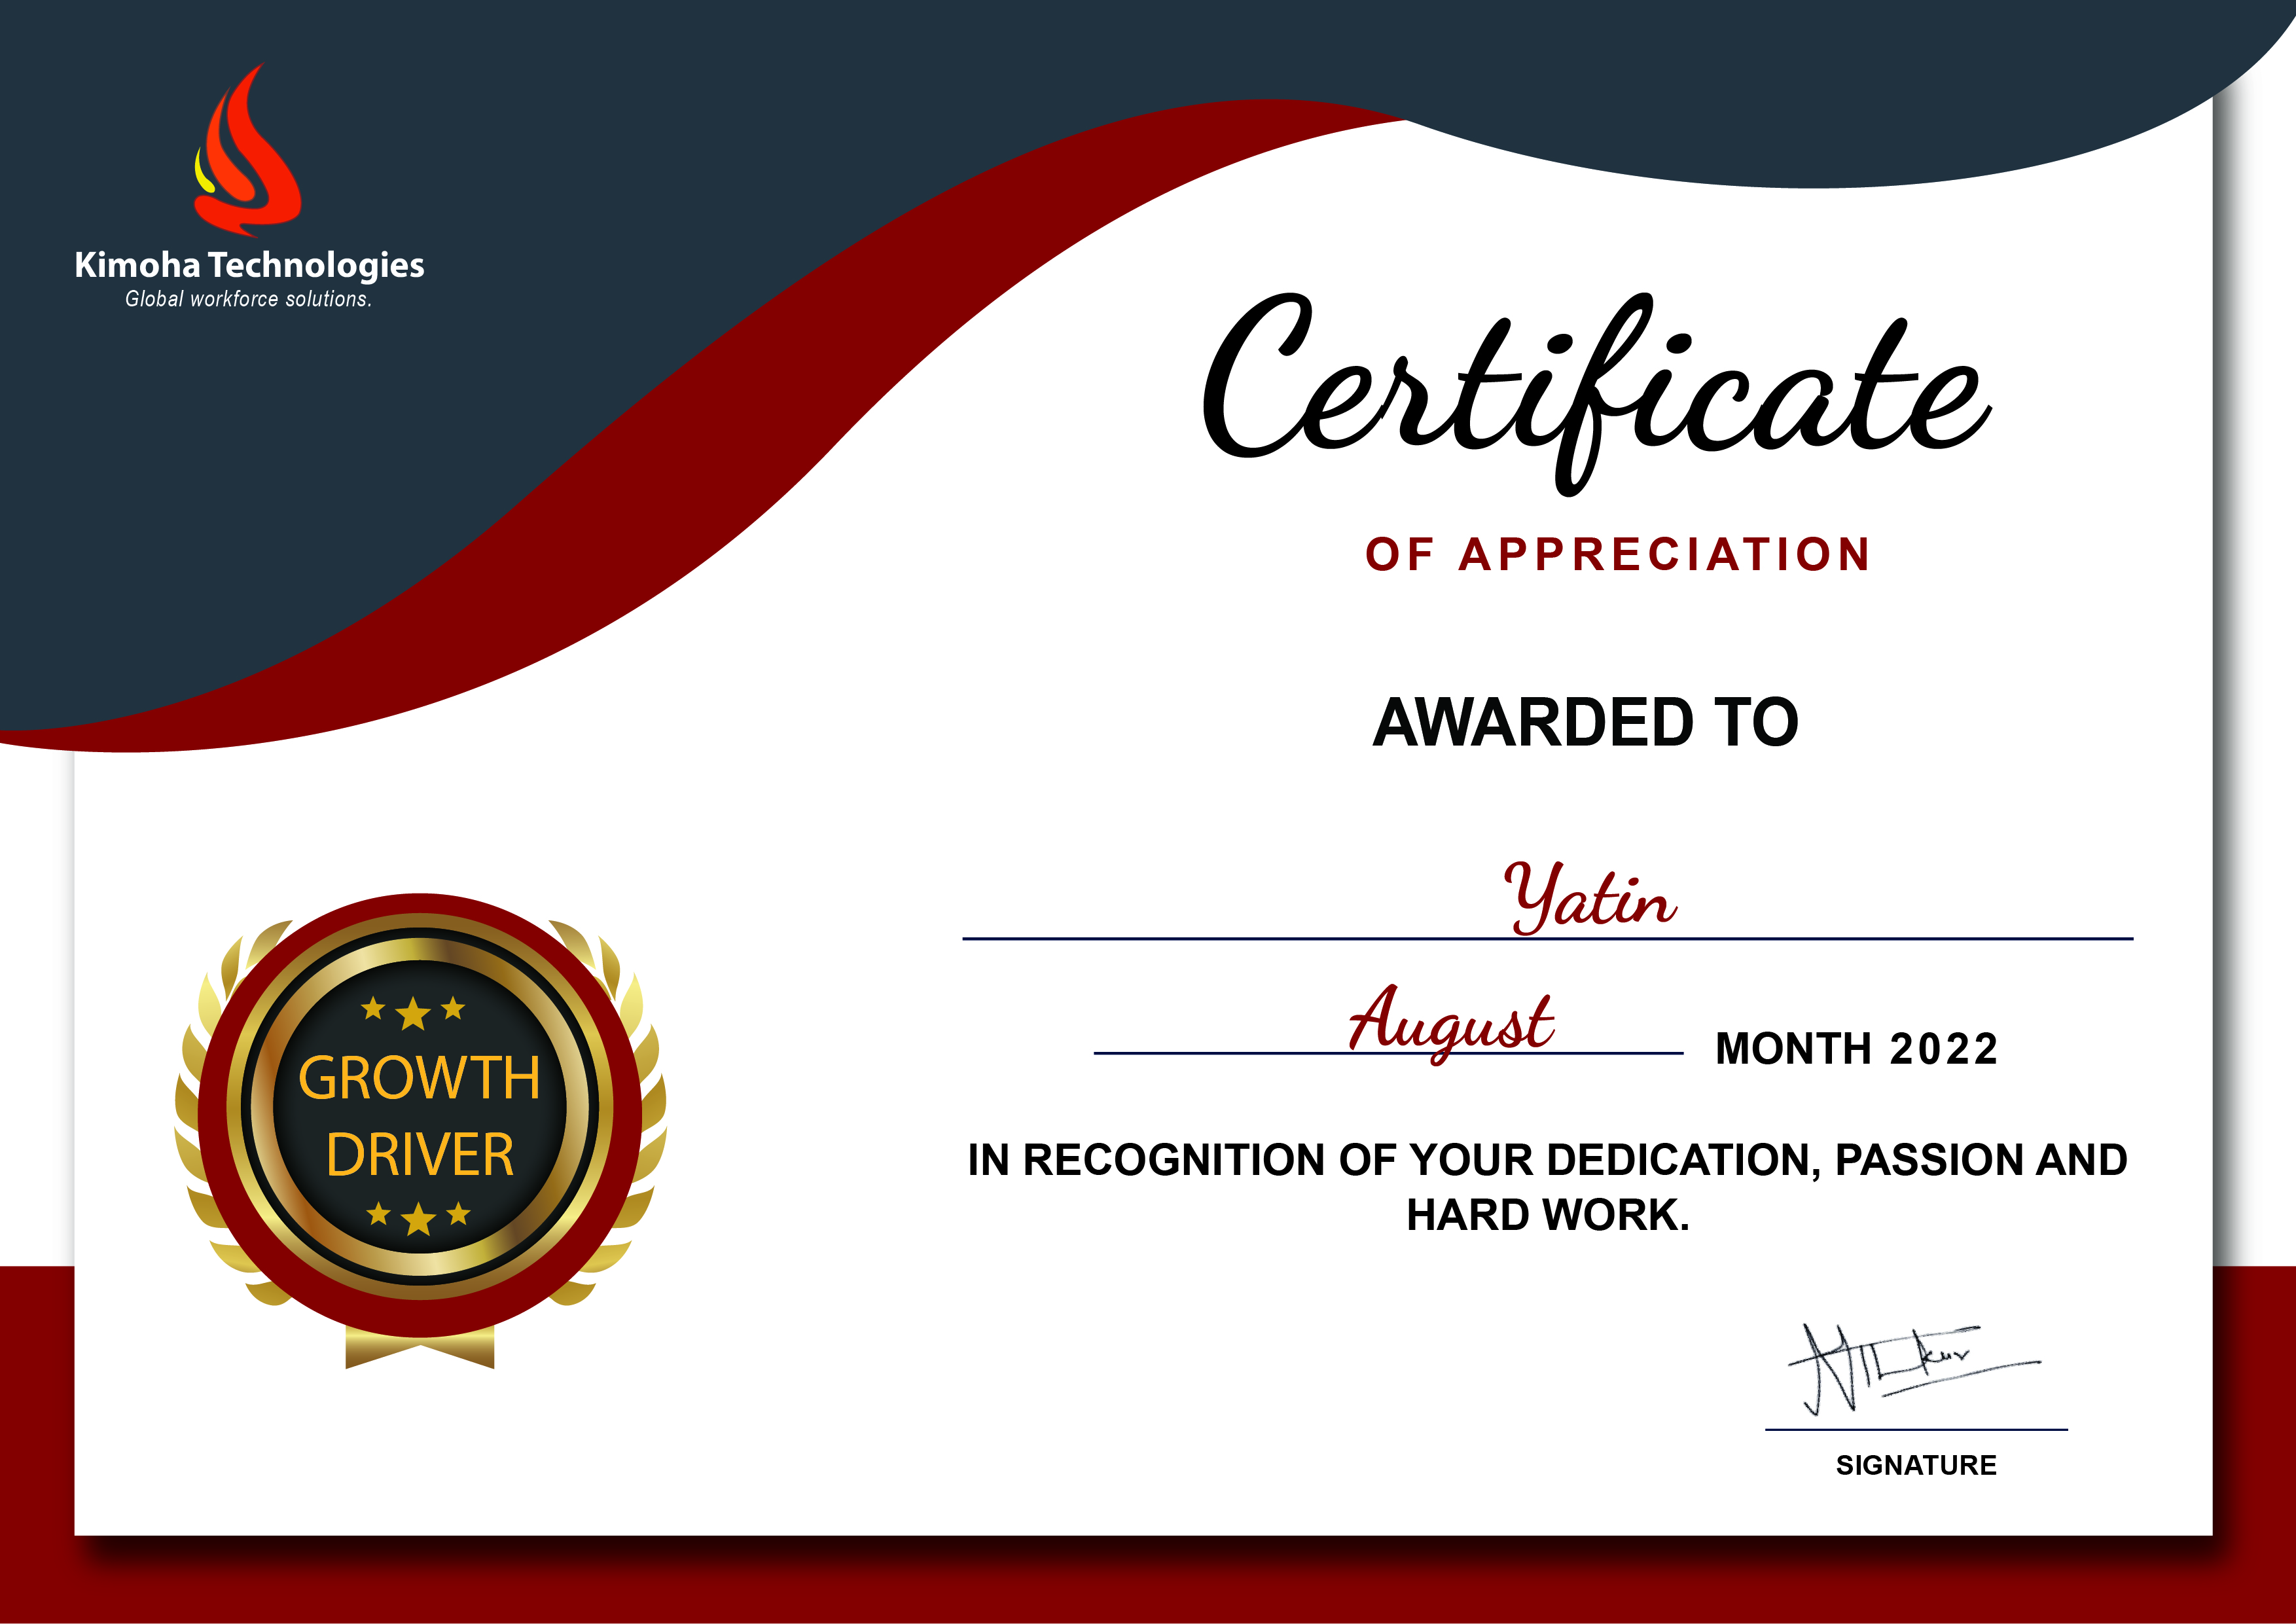 Kimoha Technologies
Global workforce solutions.
Certificate
OF APPRECIATION
AWARDED TO
Yatin
August MONTH 2022
IN RECOGNITION OF YOUR DEDICATION, PASSION AND
HARD WORK.
GROWTH
DRIVER
SIGNATURE